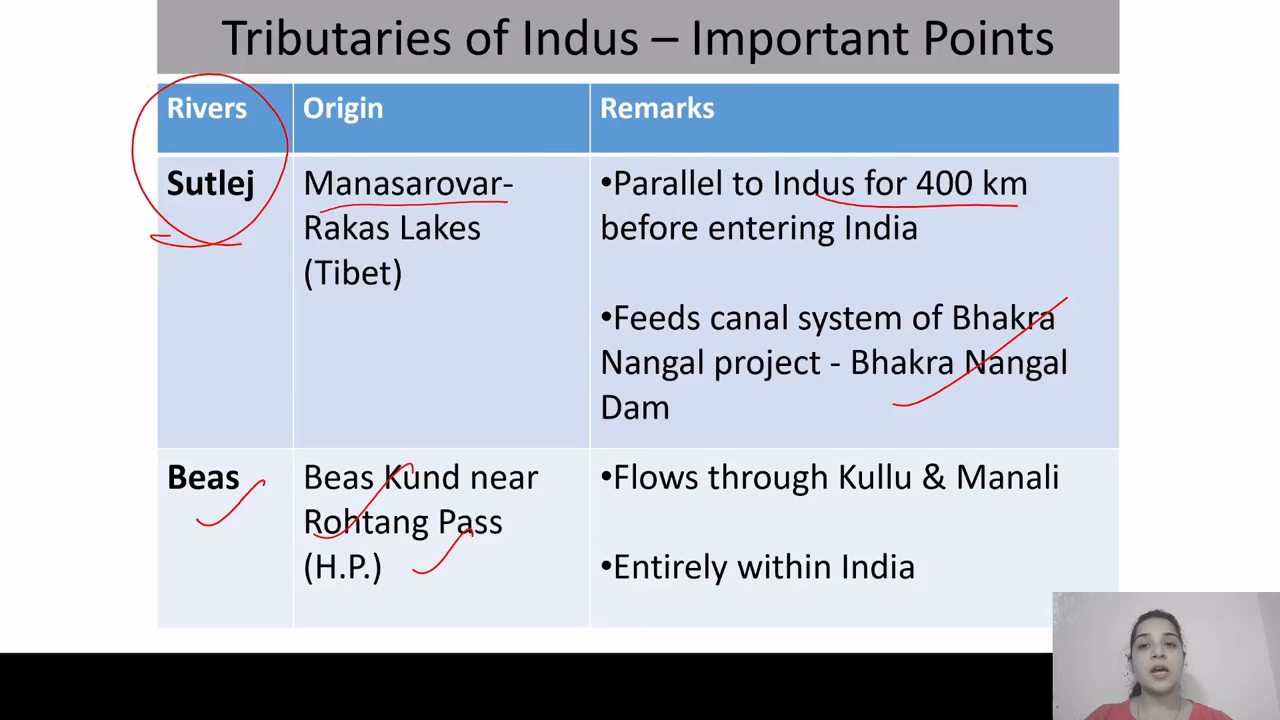 Tributaries of Indus – Important Points
Rivers
Origin
Remarks
Sutlej
Manasarovar-
Rakas Lakes
(Tibet)
•Parallel to Indus for 400 km
before entering India
•Feeds canal system of Bhakra
Nangal project - Bhakra Nangal
Dam
Beas
Beas Kund near
Rohtang Pass
(H.P.)
•Flows through Kullu & Manali
•Entirely within India